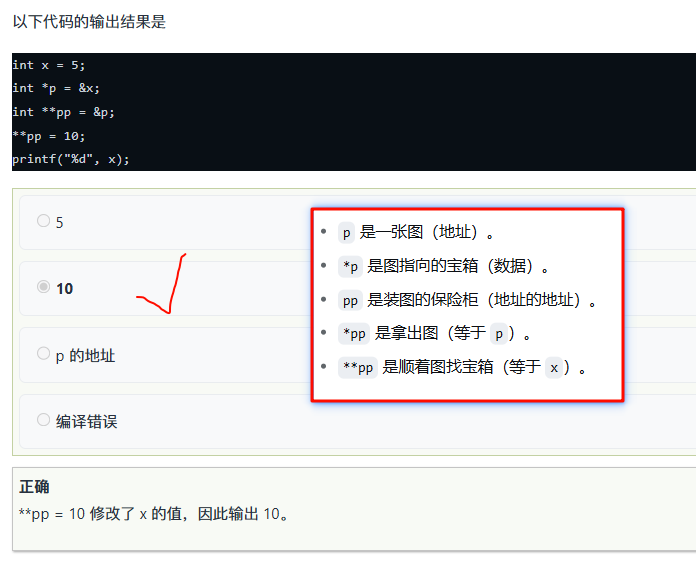 以下代码的输出结果是
int x = 5;
int *p = &x;
int **pp = &p;
**pp = 10;
printf("%d", x);
5
10
p 的地址
编译错误
p 是一张图（地址）。
*p 是图指向的宝箱（数据）。
pp 是装图的保险柜（地址的地址）。
*pp 是拿出图（等于 p）。
**pp 是顺着图找宝箱（等于 x）。
正确
**pp = 10 修改了 x 的值，因此输出 10。